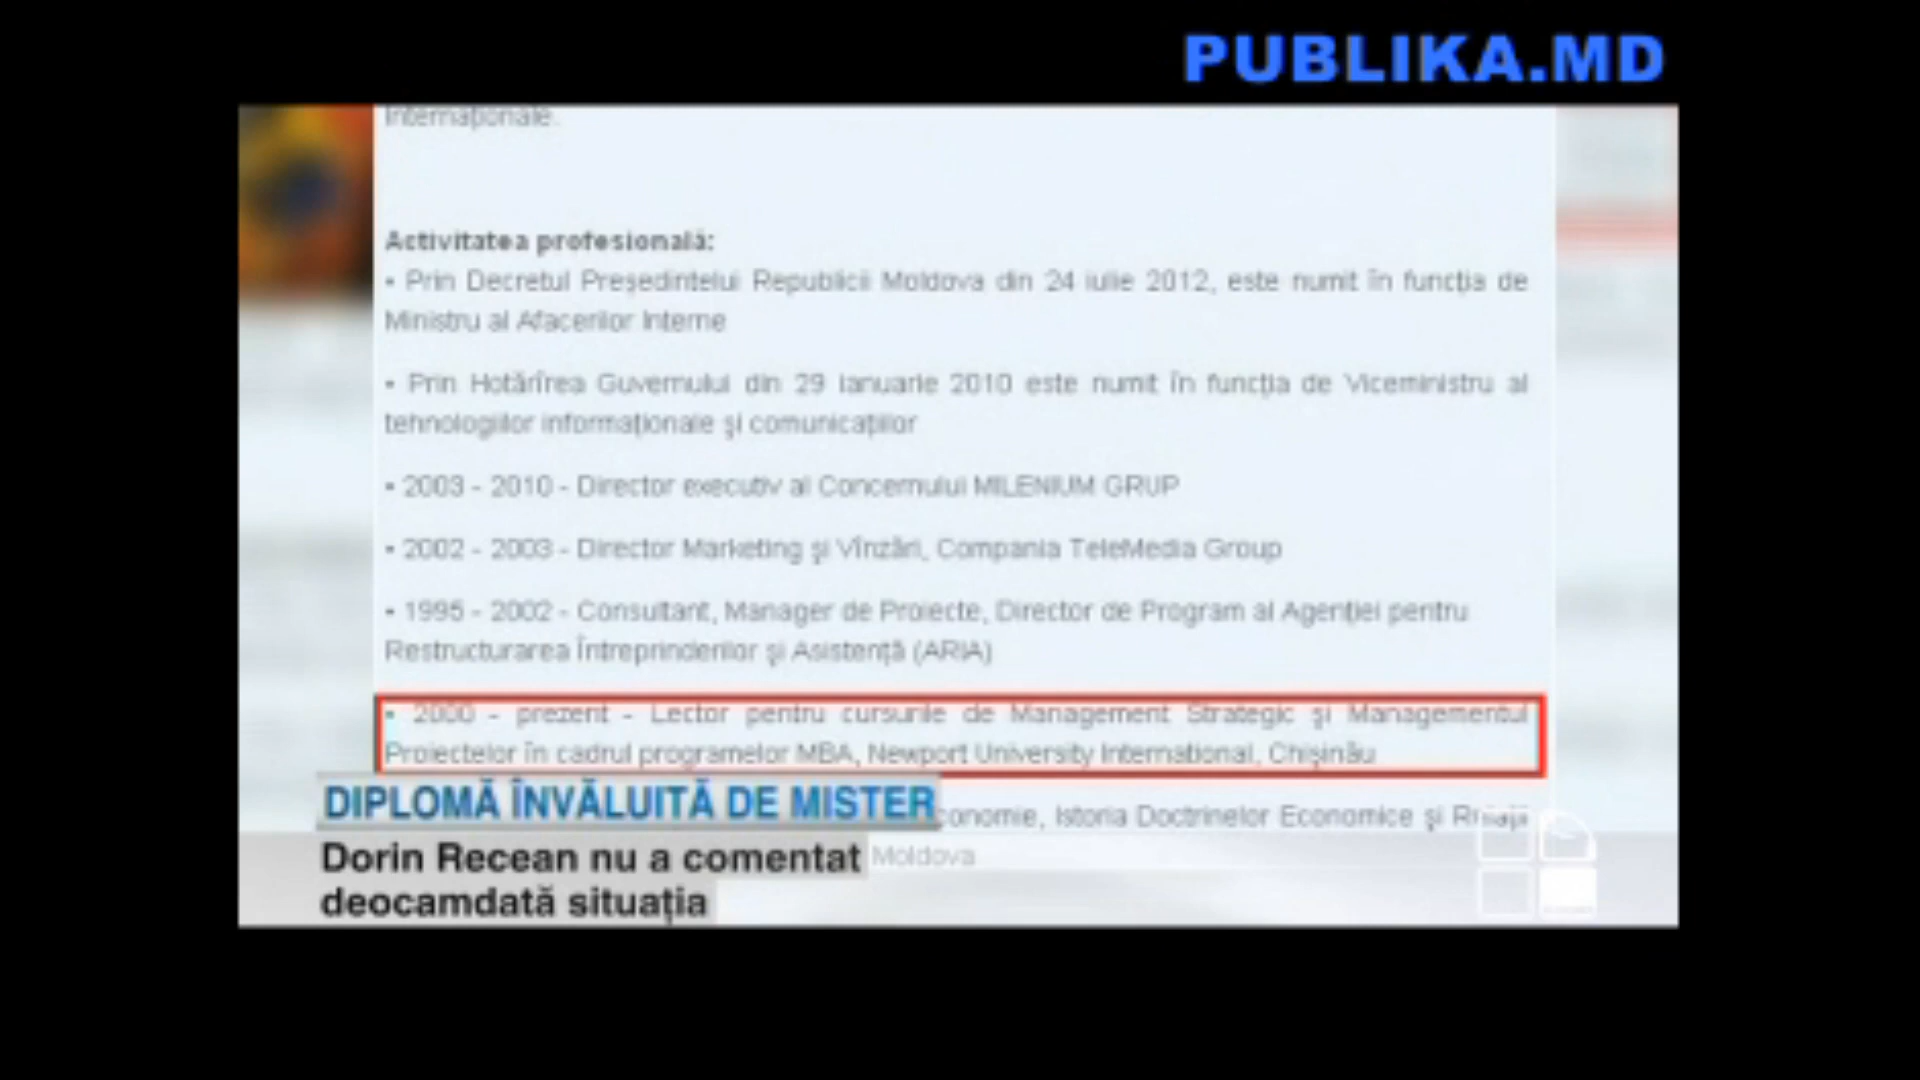 PUBLIKA.MD
Internaționale.
Activitatea profesională:
• Prin Decretul Președintelui Republicii Moldova din 24 iulie 2012, este numit în funcția de
Ministru al Afacerilor Interne
• Prin Hotărîrea Guvernului din 29 ianuarie 2010 este numit în funcția de Viceministru al
tehnologiilor informaționale și comunicațiilor
• 2003 - 2010 - Director executiv al Concernului MILENIUM GRUP
• 2002 - 2003 - Director Marketing și Vînzări, Compania TeleMedia Group
• 1995 - 2002 - Consultant, Manager de Proiecte, Director de Program al Agenției pentru
Restructurarea Întreprinderilor și Asistență (ARIA)
• 2000 - prezent - Lector pentru cursurile de Management Strategic și Managementul
Proiectelor în cadrul programelor MBA, Newport University International, Chișinău
conomie, Istoria Doctrinelor Economice și
Moldova
DIPLOMĂ ÎNVĂLUITĂ DE MISTER
Dorin Recean nu a comentat
deocamdată situația